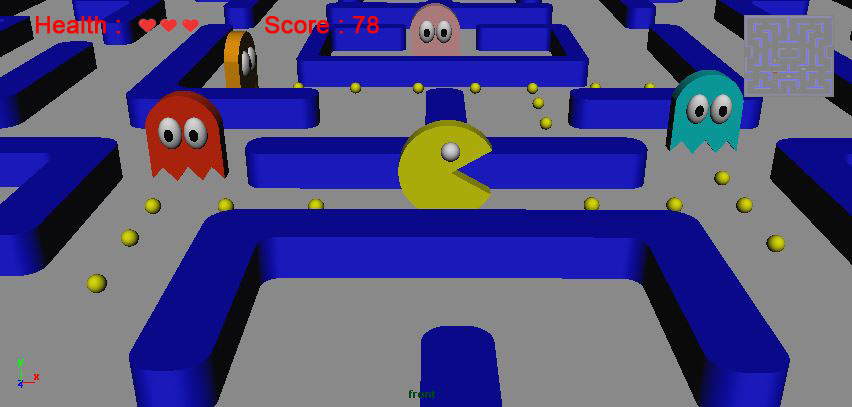 Health :
Score : 78
y
x
z
front